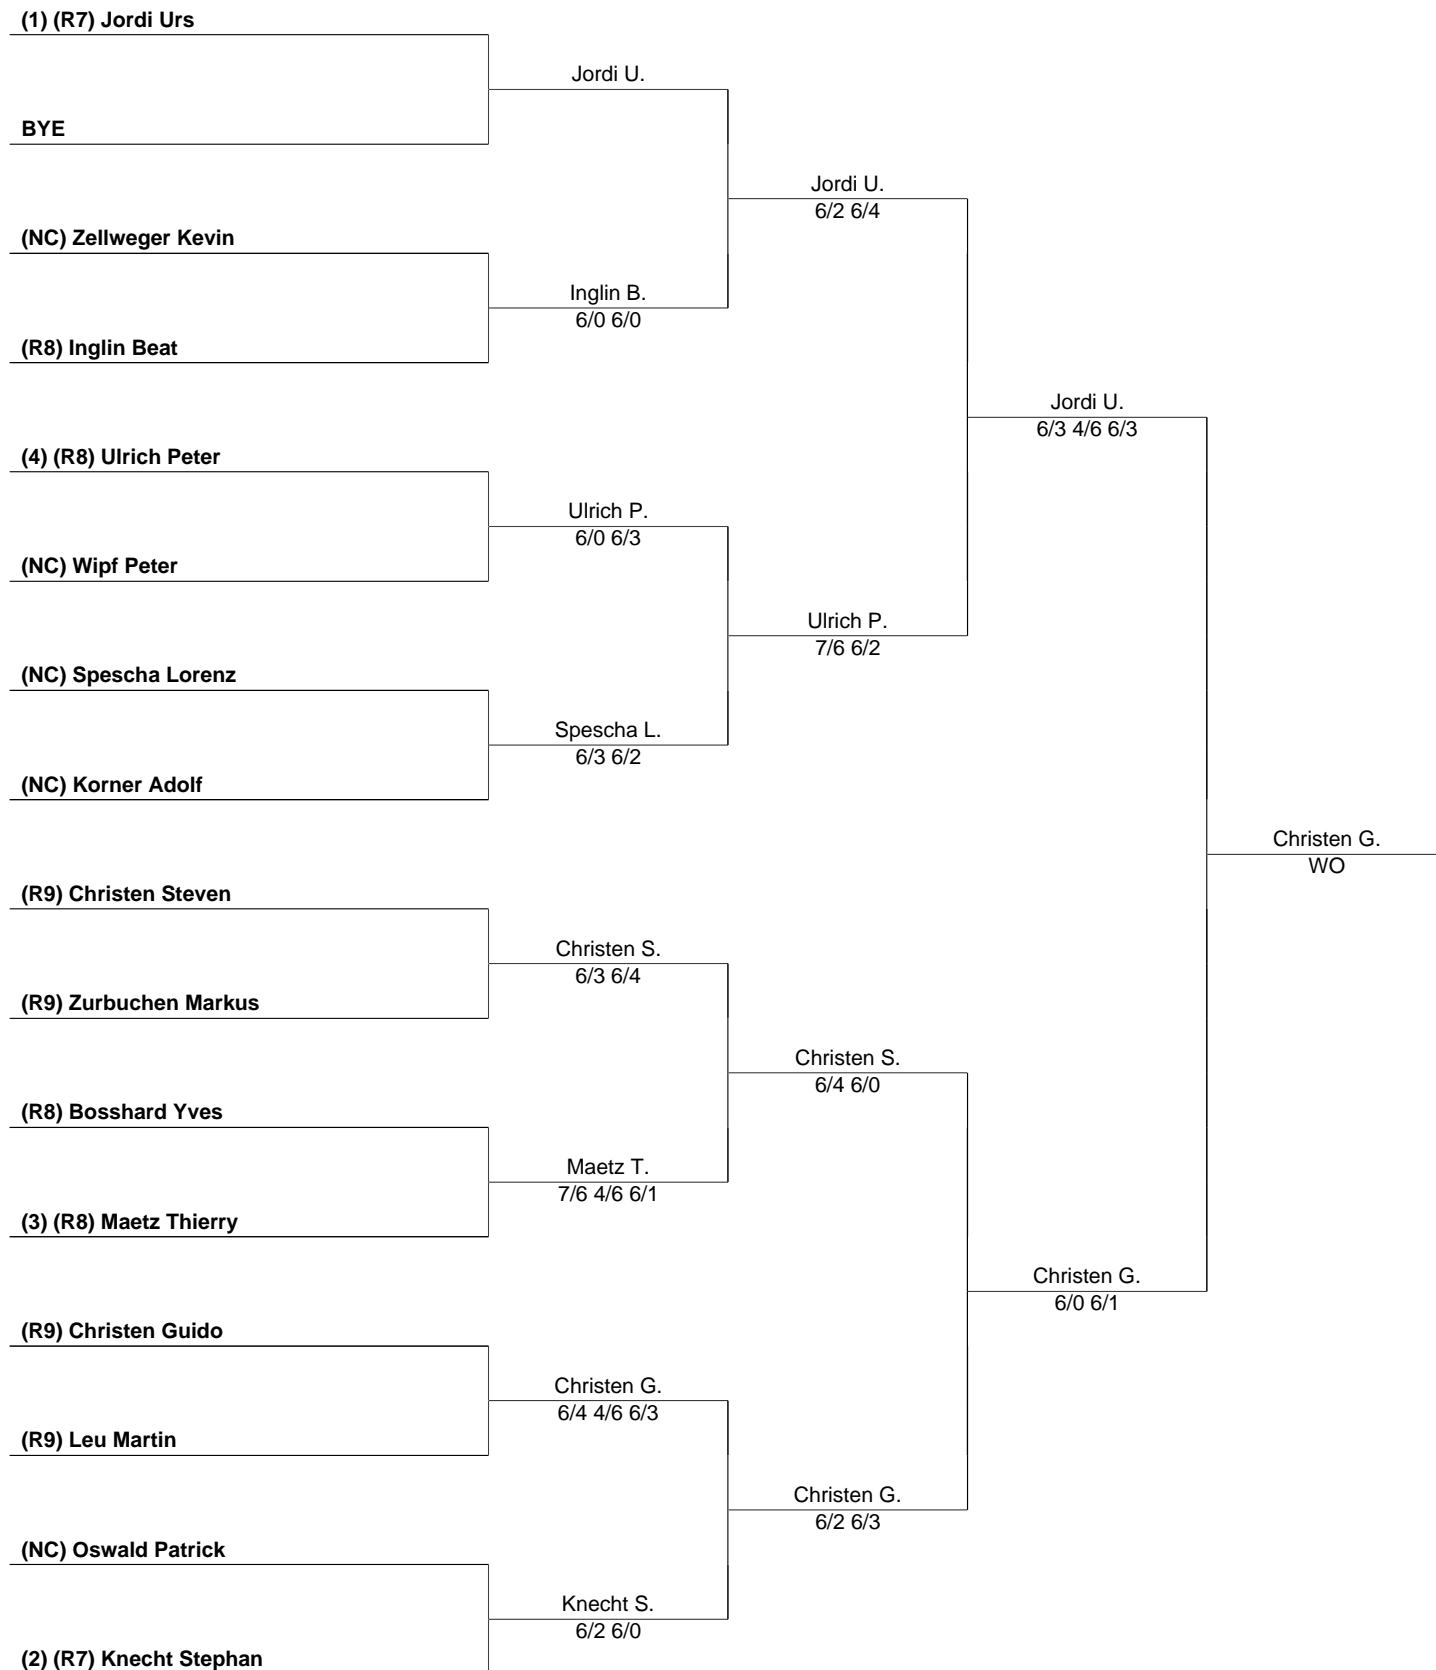 (1) (R7) Jordi Urs
Jordi U.
BYE
Jordi U.
6/2 6/4
(NC) Zellweger Kevin
Inglin B.
6/0 6/0
(R8) Inglin Beat
Jordi U.
6/3 4/6 6/3
(4) (R8) Ulrich Peter
Ulrich P.
6/0 6/3
(NC) Wipf Peter
Ulrich P.
7/6 6/2
(NC) Spescha Lorenz
Spescha L.
6/3 6/2
(NC) Korner Adolf
Christen G.
WO
(R9) Christen Steven
Christen S.
6/3 6/4
(R9) Zurbuchen Markus
Christen S.
6/4 6/0
(R8) Bosshard Yves
Maetz T.
7/6 4/6 6/1
(3) (R8) Maetz Thierry
Christen G.
6/0 6/1
(R9) Christen Guido
Christen G.
6/4 4/6 6/3
(R9) Leu Martin
Christen G.
6/2 6/3
(NC) Oswald Patrick
Knecht S.
6/2 6/0
(2) (R7) Knecht Stephan